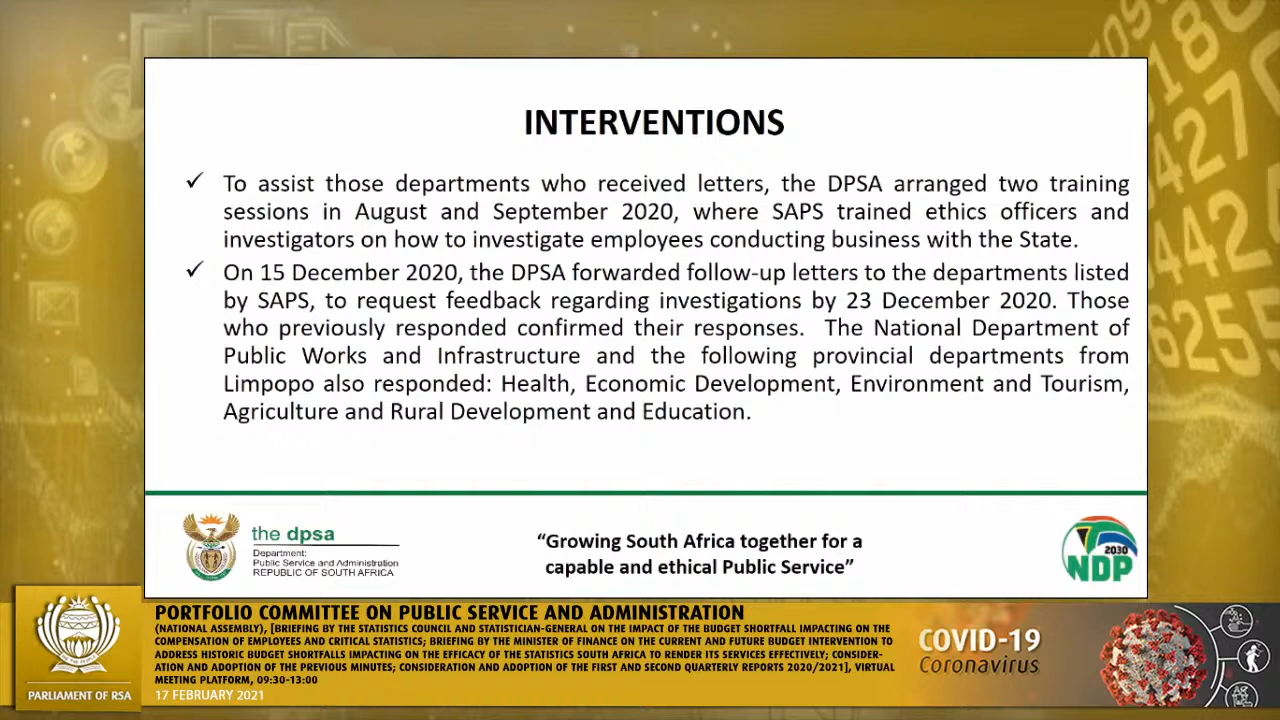 INTERVENTIONS
✓ To assist those departments who received letters, the DPSA arranged two training
sessions in August and September 2020, where SAPS trained ethics officers and
investigators on how to investigate employees conducting business with the State.
✓ On 15 December 2020, the DPSA forwarded follow-up letters to the departments listed
by SAPS, to request feedback regarding investigations by 23 December 2020. Those
who previously responded confirmed their responses. The National Department of
Public Works and Infrastructure and the following provincial departments from
Limpopo also responded: Health, Economic Development, Environment and Tourism,
Agriculture and Rural Development and Education.
the dpsa
Department:
Public Service and Administration
REPUBLIC OF SOUTH AFRICA
“Growing South Africa together for a
capable and ethical Public Service”
2030
NDP
PORTFOLIO COMMITTEE ON PUBLIC SERVICE AND ADMINISTRATION
(NATIONAL ASSEMBLY), [BRIEFING BY THE STATISTICS COUNCIL AND STATISTICIAN-GENERAL ON THE IMPACT OF THE BUDGET SHORTFALL IMPACTING ON THE
COMPENSATION OF EMPLOYEES AND CRITICAL STATISTICS; BRIEFING BY THE MINISTER OF FINANCE ON THE CURRENT AND FUTURE BUDGET INTERVENTION TO
ADDRESS HISTORIC BUDGET SHORTFALLS IMPACTING ON THE EFFICACY OF THE STATISTICS SOUTH AFRICA TO RENDER ITS SERVICES EFFECTIVELY; CONSIDER-
ATION AND ADOPTION OF THE PREVIOUS MINUTES; CONSIDERATION AND ADOPTION OF THE FIRST AND SECOND QUARTERLY REPORTS 2020/2021], VIRTUAL
MEETING PLATFORM, 09:30-13:00
17 FEBRUARY 2021
PARLIAMENT OF RSA
COVID-19
Coronavirus